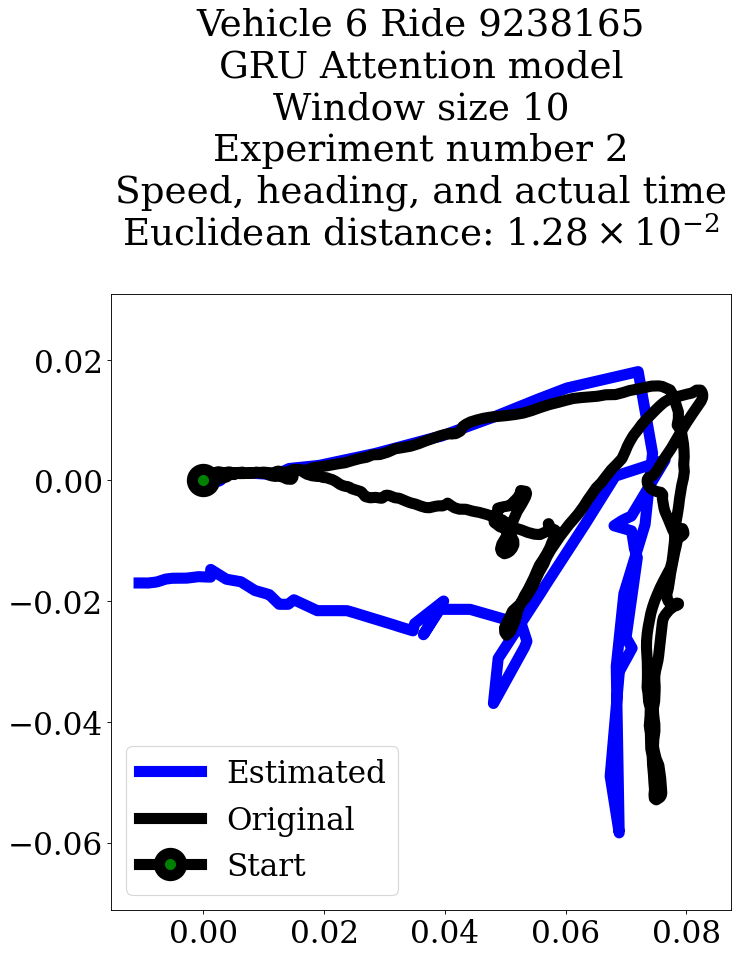 Vehicle 6 Ride 9238165
GRU Attention model
Window size 10
Experiment number 2
Speed, heading, and actual time
Euclidean distance: 1.28 × 10⁻²
0.02
0.00
−0.02
−0.04
−0.06
Estimated
Original
Start
0.00 0.02 0.04 0.06 0.08